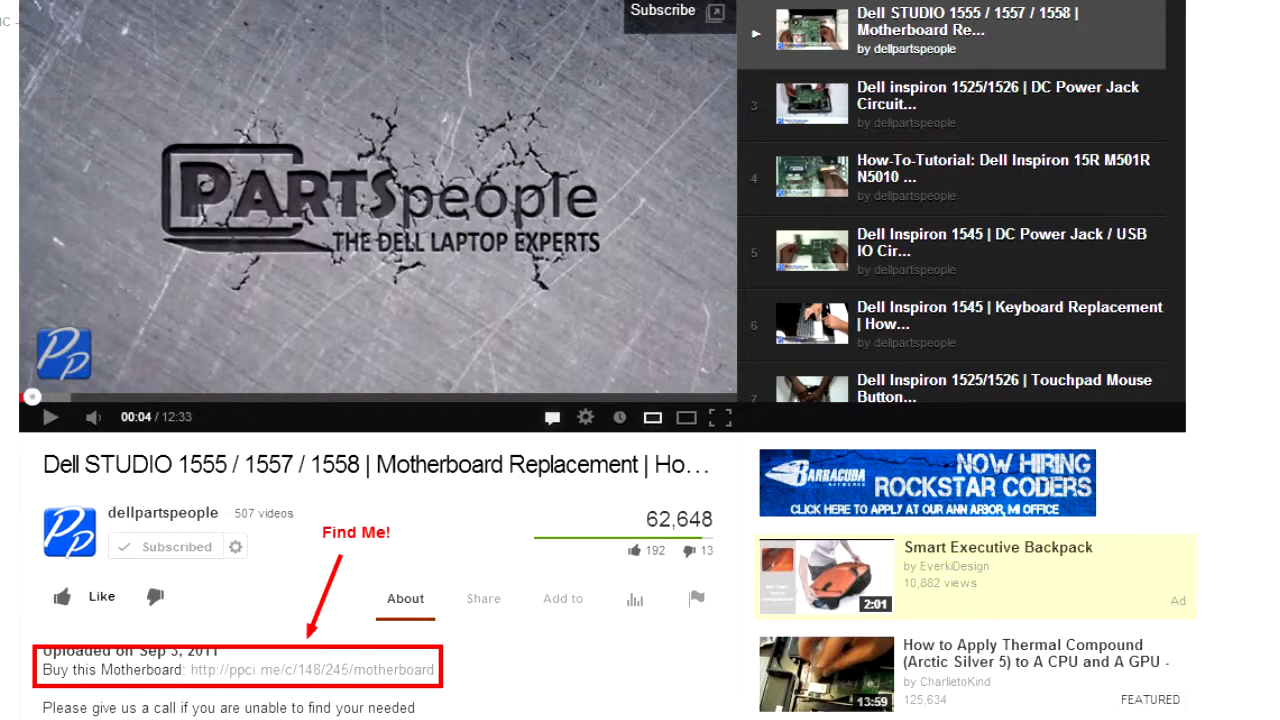 IC -
Subscribe
PARTSpeople
THE DELL LAPTOP EXPERTS
Pp
00:04 / 12:33
Dell STUDIO 1555 / 1557 / 1558 |
Motherboard Re...
by dellpartspeople
3
Dell inspiron 1525/1526 | DC Power Jack
Circuit...
by dellpartspeople
4
How-To-Tutorial: Dell Inspiron 15R M501R
N5010 ...
by dellpartspeople
5
Dell Inspiron 1545 | DC Power Jack / USB
IO Cir...
by dellpartspeople
6
Dell Inspiron 1545 | Keyboard Replacement
| How...
by dellpartspeople
7
Dell Inspiron 1525/1526 | Touchpad Mouse
Button...
Dell STUDIO 1555 / 1557 / 1558 | Motherboard Replacement | Ho...
Pp
dellpartspeople · 507 videos
Subscribed
62,648
192 13
Find Me!
Like
About Share Add to
Uploaded on Sep 3, 2011
Buy this Motherboard: http://ppci.me/c/148/245/motherboard
Please give us a call if you are unable to find your needed
BARRACUDA
NETWORKS
NOW HIRING
ROCKSTAR CODERS
CLICK HERE TO APPLY AT OUR ANN ARBOR, MI OFFICE
2:01
Smart Executive Backpack
by EverkiDesign
10,882 views
Ad
13:59
How to Apply Thermal Compound
(Arctic Silver 5) to A CPU and A GPU -
by CharlietoKind
125,634
FEATURED